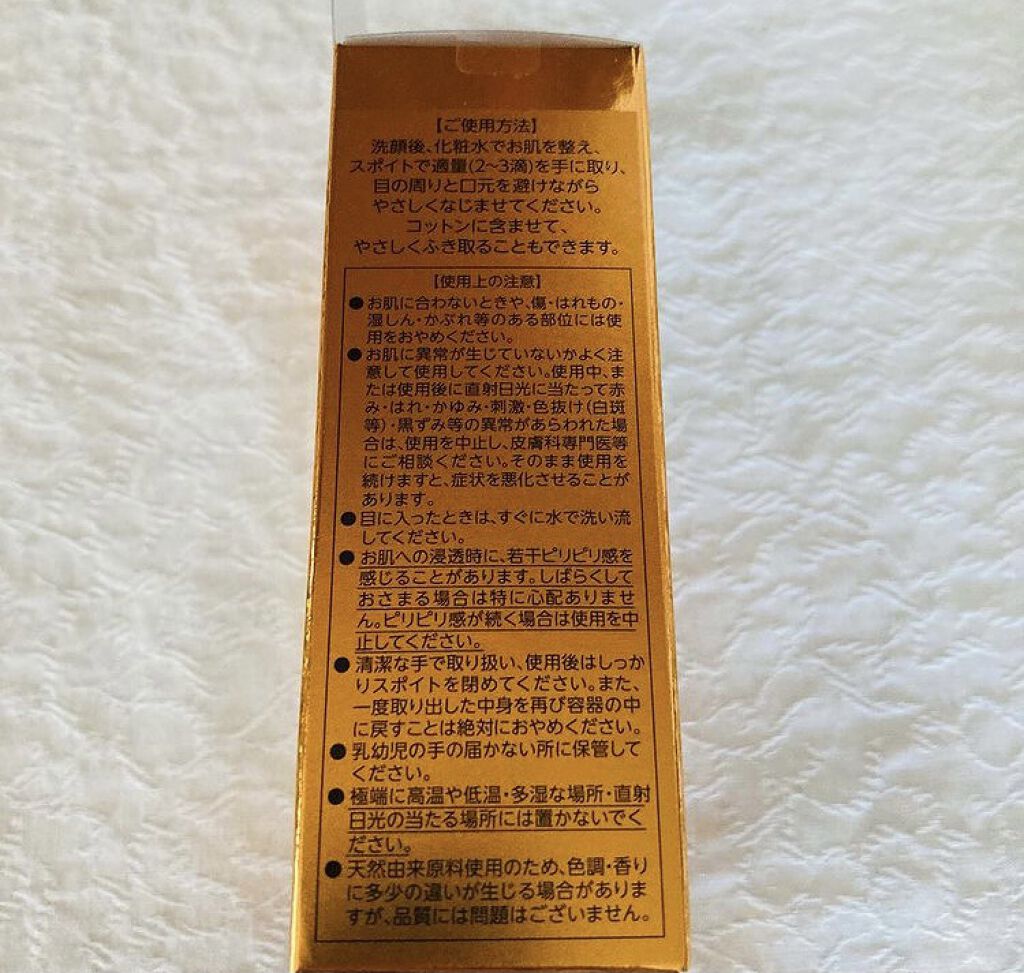 【ご使用方法】
洗顔後、化粧水でお肌を整え、
スポイトで適量(2〜3滴)を手に取り、
目の周りと口元を避けながら
やさしくなじませてください。
コットンに含ませて、
やさしくふき取ることもできます。
【使用上の注意】
●お肌に合わないときや、傷・はれもの・
湿しん・かぶれ等のある部位には使
用をおやめください。
●お肌に異常が生じていないかよく注
意して使用してください。使用中、ま
たは使用後に直射日光に当たって赤
み・はれ・かゆみ・刺激・色抜け(白斑
等)・黒ずみ等の異常があらわれた場
合は、使用を中止し、皮膚科専門医等
にご相談ください。そのまま使用を
続けますと、症状を悪化させることが
あります。
●目に入ったときは、すぐに水で洗い流
してください。
●お肌への浸透時に、若干ピリピリ感を
感じることがあります。しばらくして
おさまる場合は特に心配ありませ
ん。ピリピリ感が続く場合は使用を中
止してください。
●清潔な手で取り扱い、使用後はしっか
りスポイトを閉めてください。また、
一度取り出した中身を再び容器の中
に戻すことは絶対におやめください。
●乳幼児の手の届かない所に保管して
ください。
●極端に高温や低温・多湿な場所・直射
日光の当たる場所には置かないでく
ださい。
●天然由来原料使用のため、色調・香り
に多少の違いが生じる場合がありま
すが、品質には問題はございません。